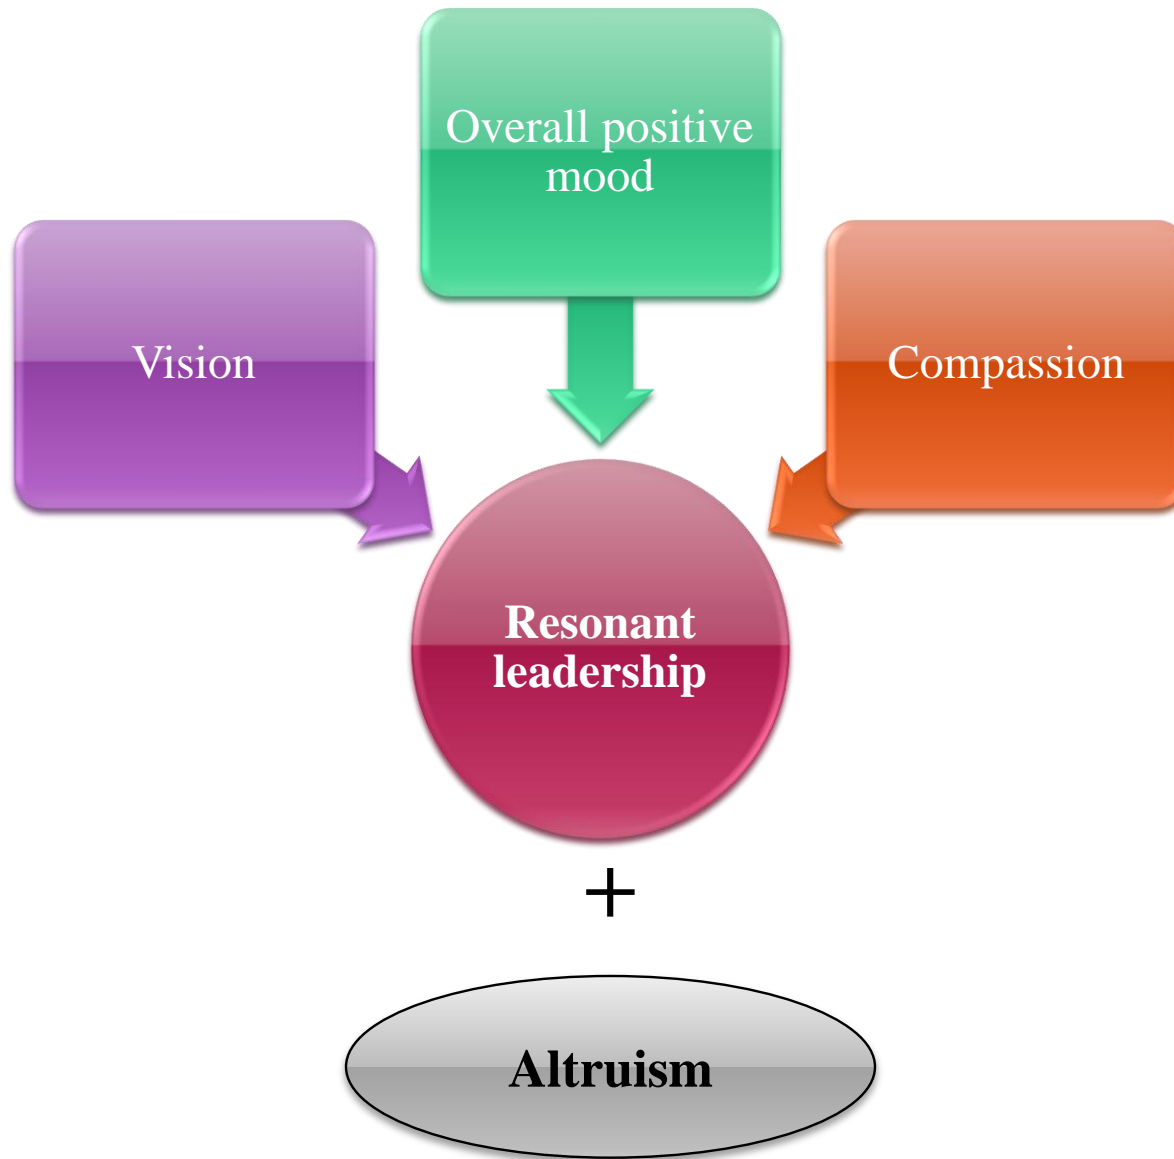 Overall positive
mood
Vision
Compassion
Resonant
leadership
+
Altruism